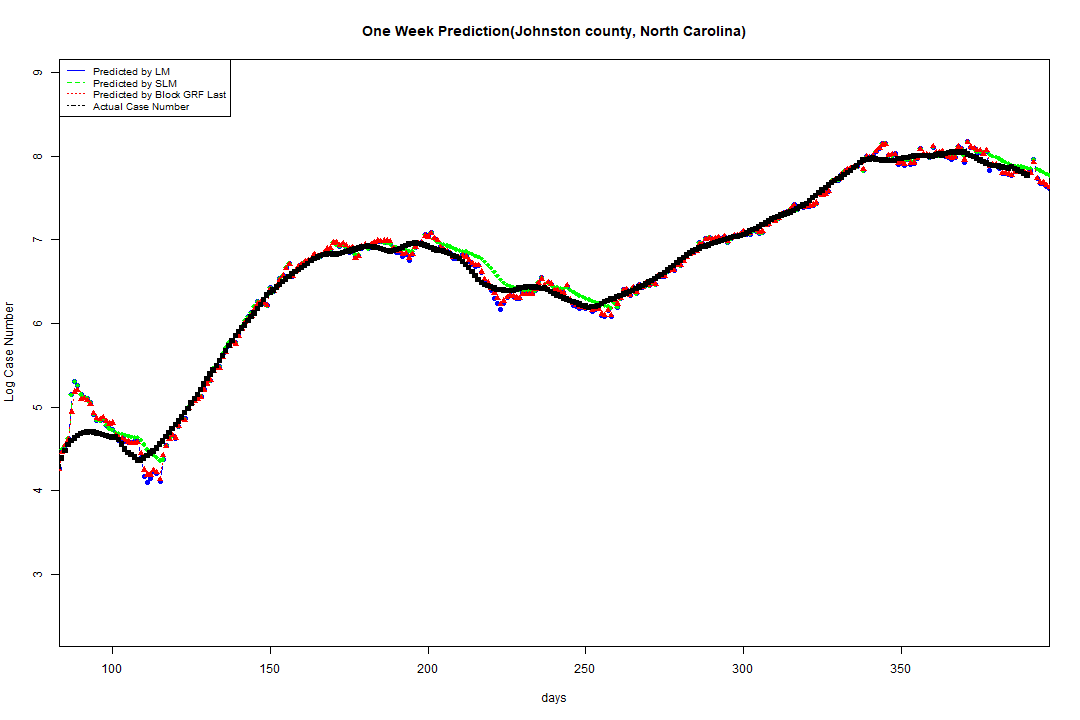 One Week Prediction(Johnston county, North Carolina)
Predicted by LM
Predicted by SLM
Predicted by Block GRF Last
Actual Case Number
9
8
7
6
5
4
3
Log Case Number
100 150 200 250 300 350
days